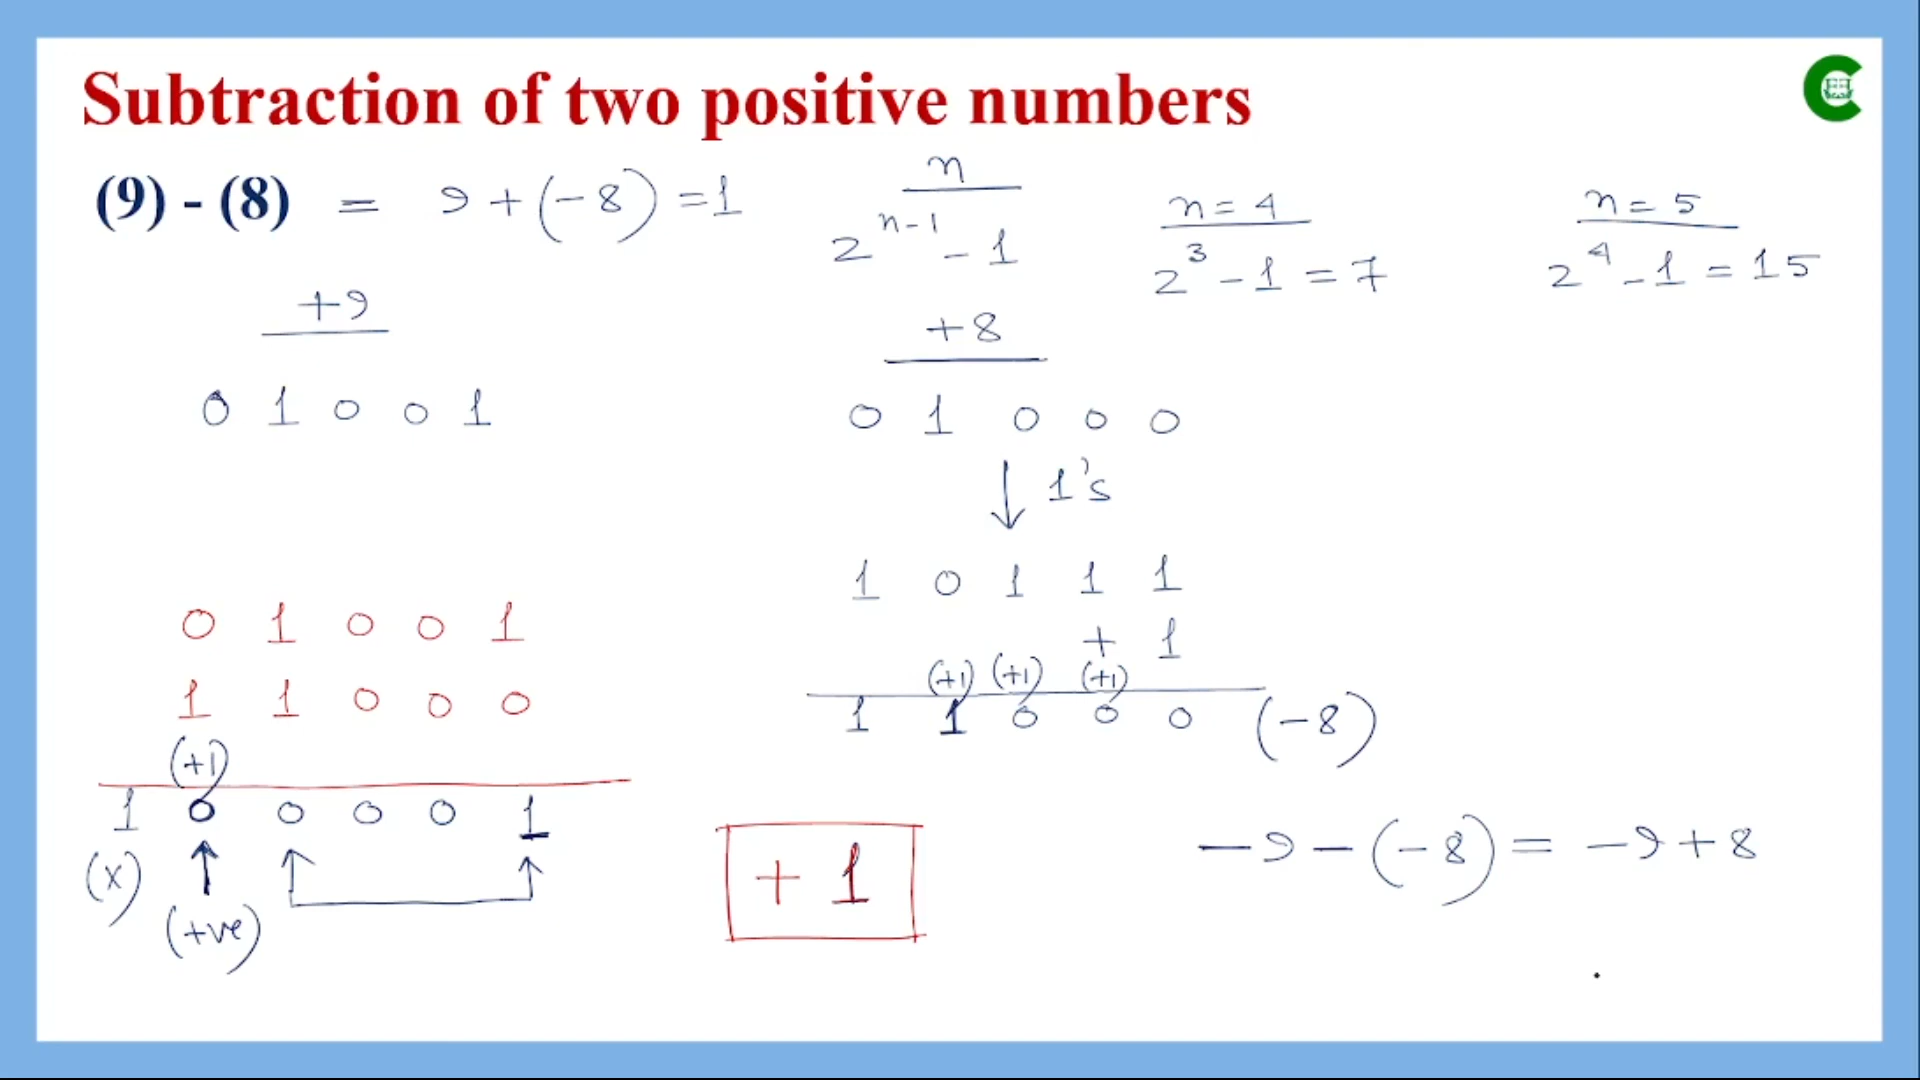 Subtraction of two positive numbers
(9) - (8) = 9 + (-8) = 1
n
2^(n-1) - 1
n = 4
2^3 - 1 = 7
n = 5
2^4 - 1 = 15
+9
0 1 0 0 1
+8
0 1 0 0 0
↓ 1's
1 0 1 1 1
+ 1
(+1) (+1) (+1)
1 1 0 0 0 (-8)
0 1 0 0 1
1 1 0 0 0
(+1)
1 0 0 0 0 1
(x)
(+ve)
+ 1
-9 - (-8) = -9 + 8